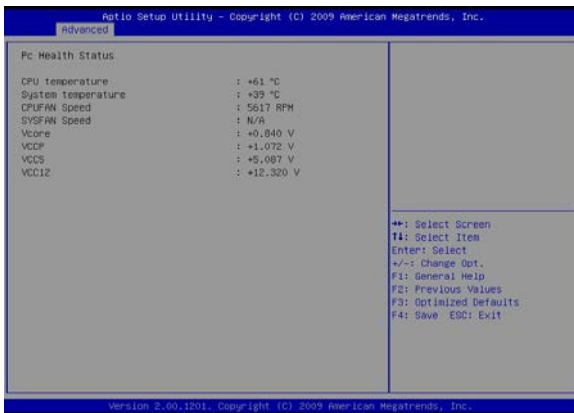 Aptio Setup Utility - Copyright (C) 2009 American Megatrends, Inc.
Advanced
Pc Health Status
CPU temperature : +61 °C
System temperature : +39 °C
CPUFAN Speed : 5617 RPM
SYSFAN Speed : N/A
Vcore : +0.840 V
VCCP : +1.072 V
VCC5 : +5.087 V
VCC12 : +12.320 V
→←: Select Screen
↑↓: Select Item
Enter: Select
+/-: Change Opt.
F1: General Help
F2: Previous Values
F3: Optimized Defaults
F4: Save ESC: Exit
Version 2.00.1201. Copyright (C) 2009 American Megatrends, Inc.